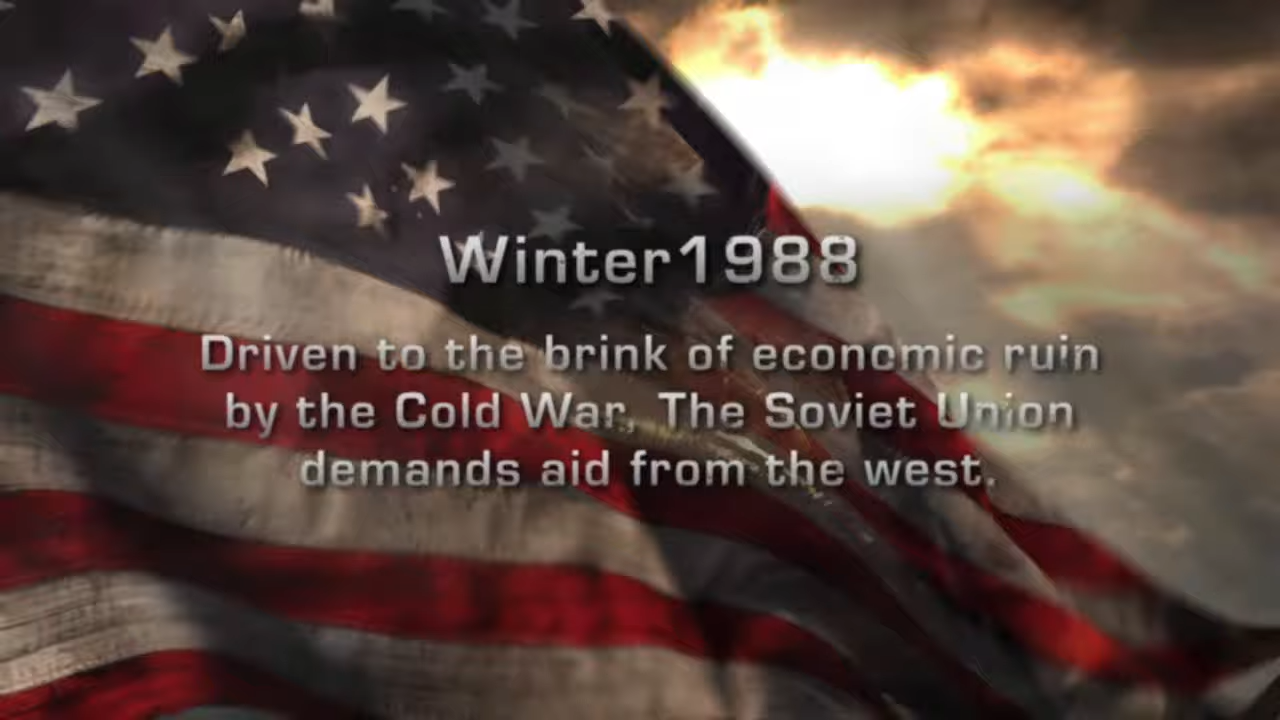 Winter1988
Driven to the brink of economic ruin
by the Cold War, The Soviet Union
demands aid from the west.